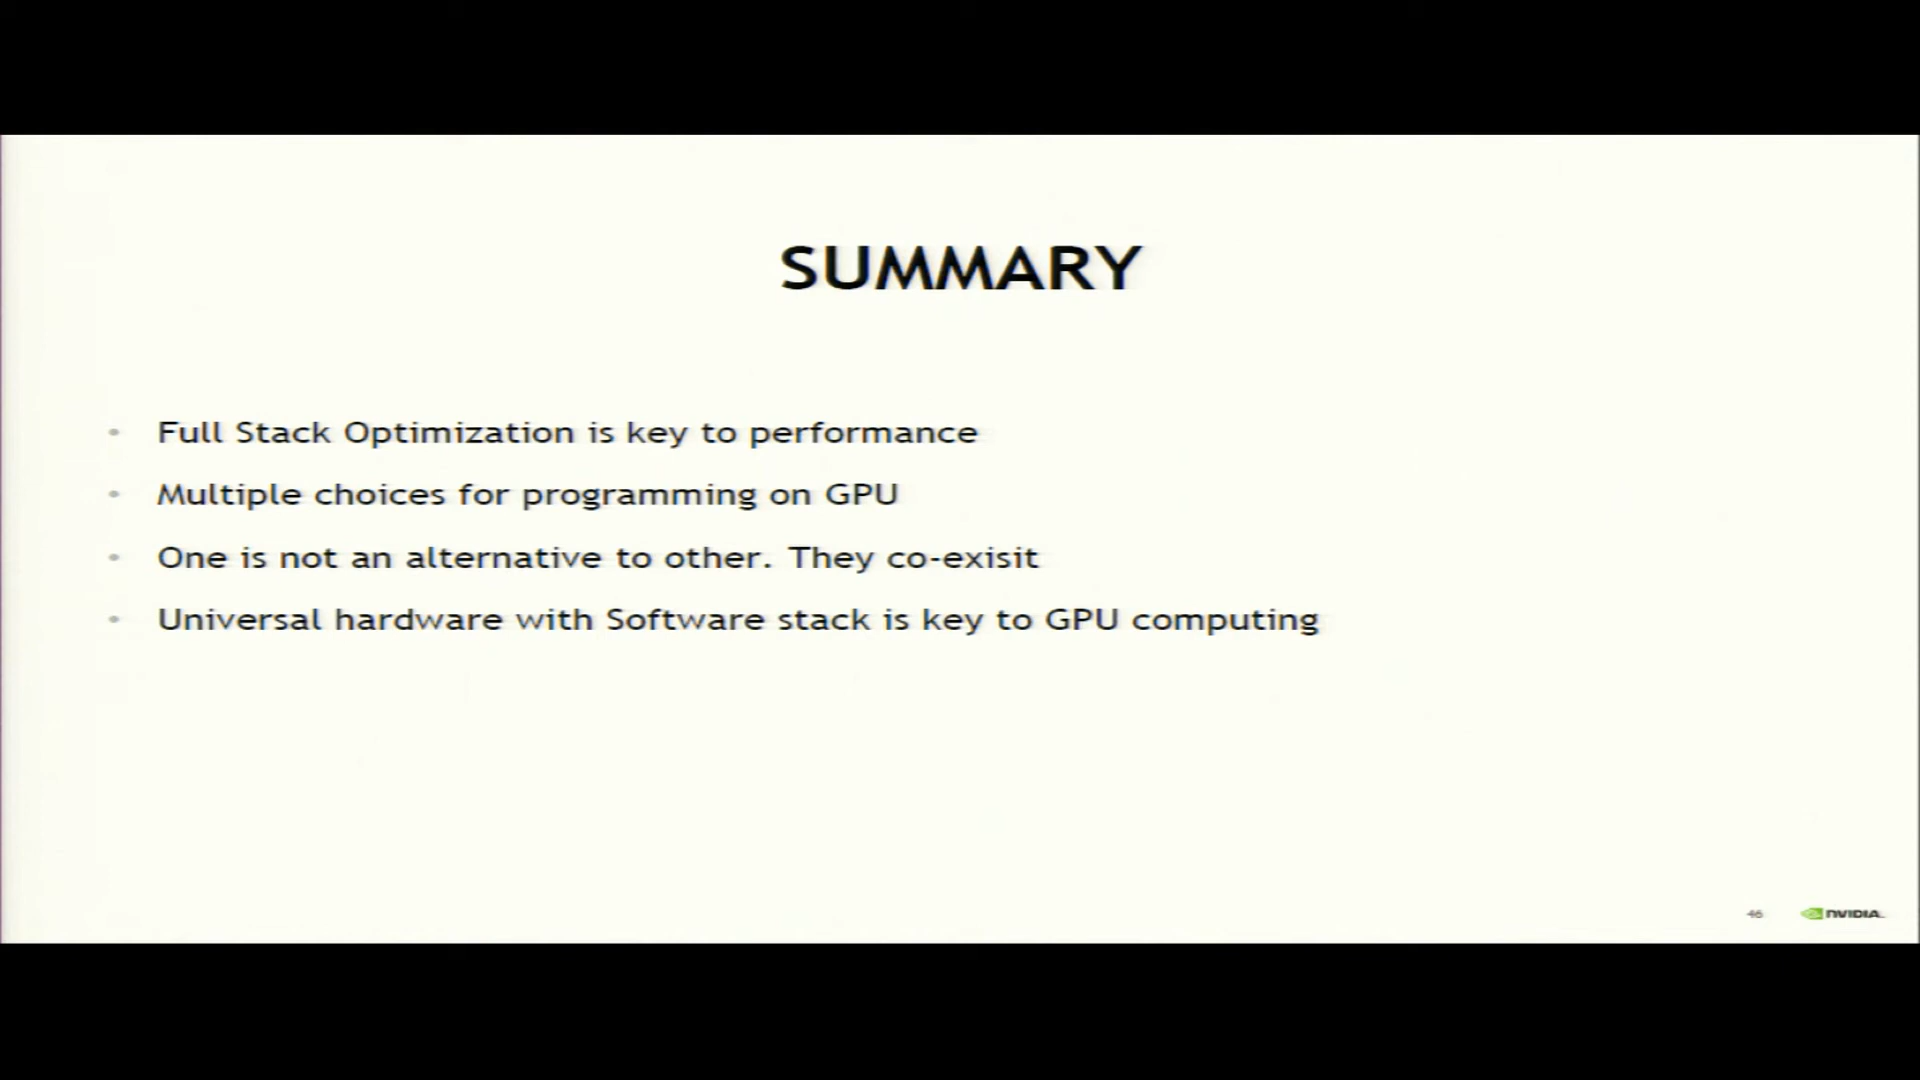 SUMMARY
• Full Stack Optimization is key to performance
• Multiple choices for programming on GPU
• One is not an alternative to other. They co-exisit
• Universal hardware with Software stack is key to GPU computing
46 NVIDIA.